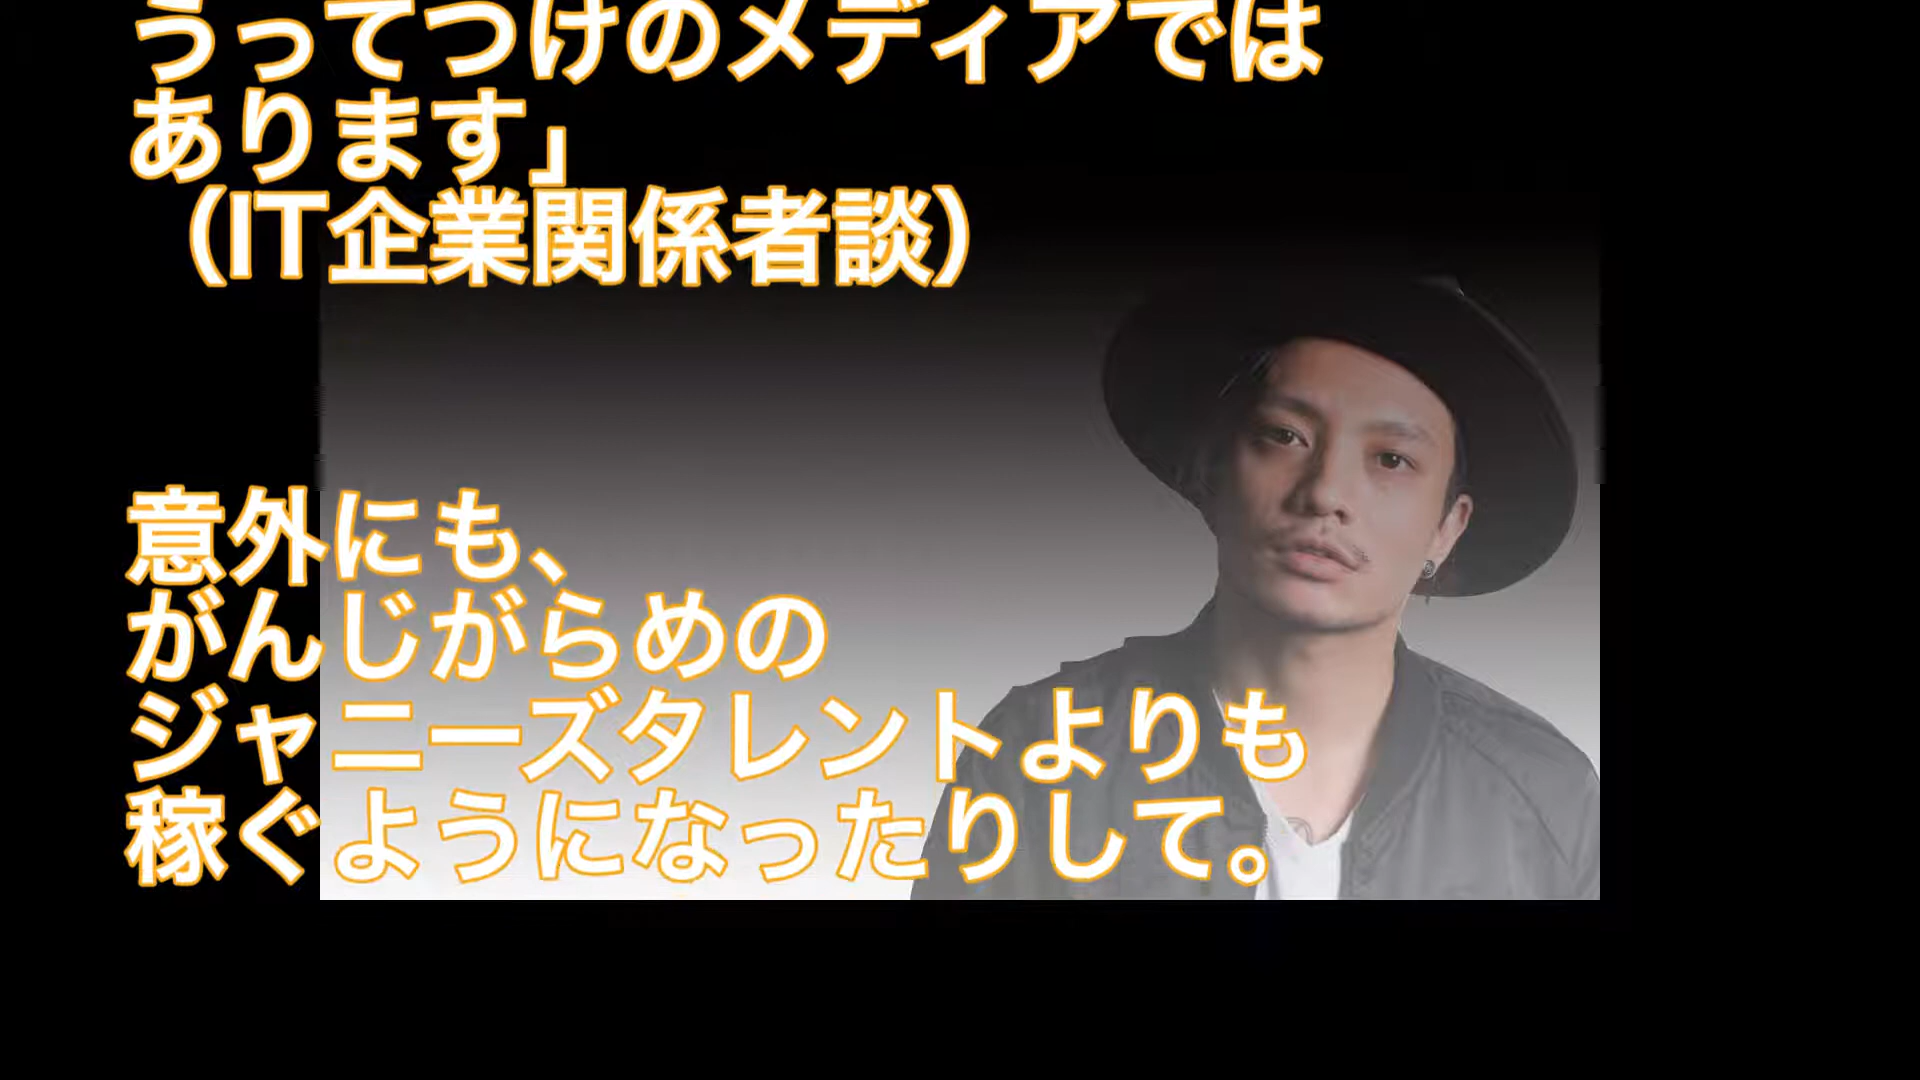 うってつけのメディアでは
あります」
（IT企業関係者談）
意外にも、
がんじがらめの
ジャニーズタレントよりも
稼ぐようになったりして。